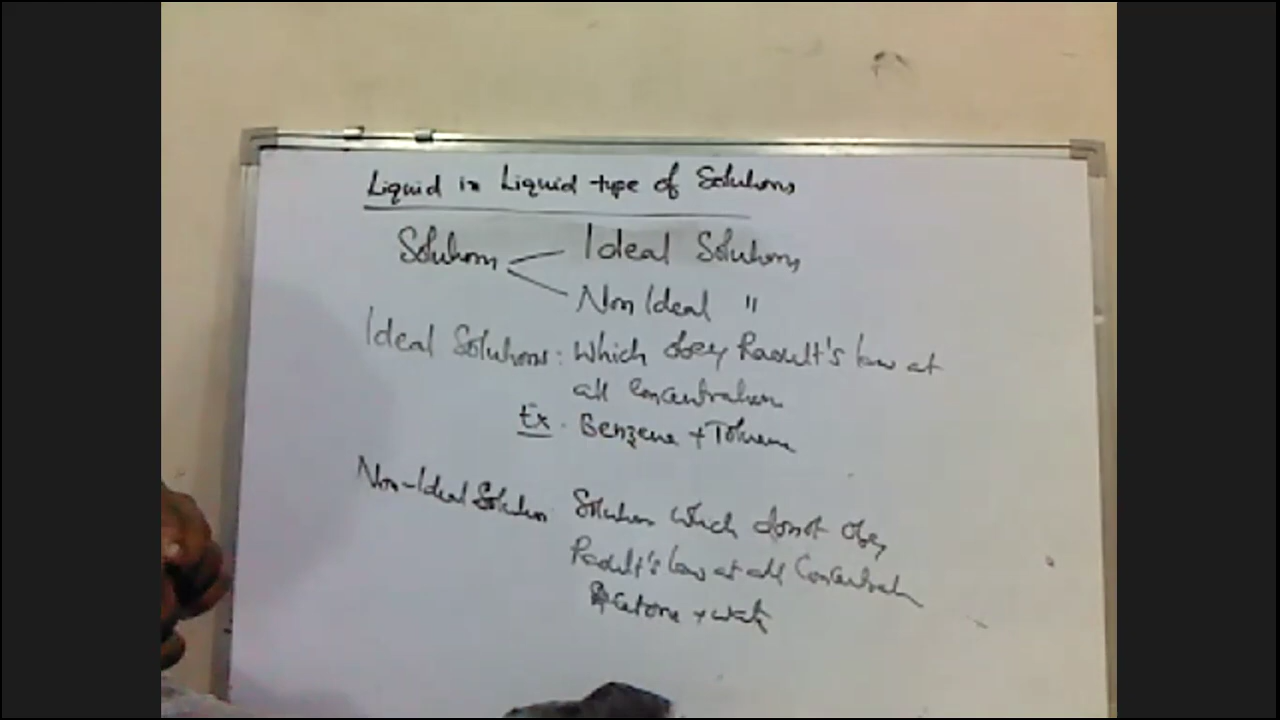 Liquid in Liquid type of Solutions
Solutions
Ideal Solutions
Non Ideal "
Ideal Solutions: Which obey Raoult's law at
all Concentration
Ex. Benzene + Toluene
Non-Ideal Solution: Solution which donot obey
Raoult's law at all Concentration
Acetone + water